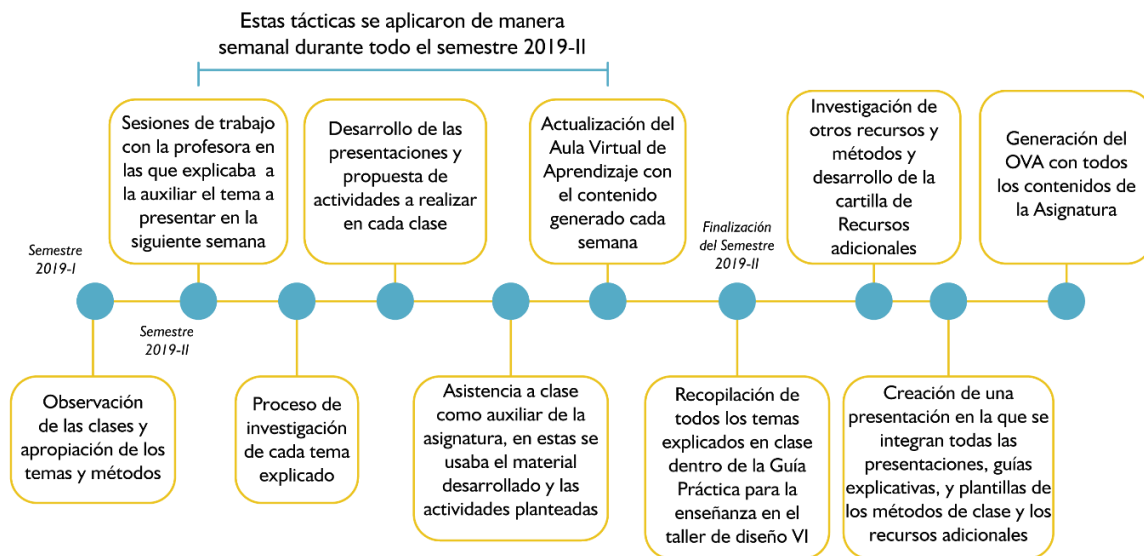 Estas tácticas se aplicaron de manera
semanal durante todo el semestre 2019-II
Sesiones de trabajo
con la profesora en
las que explicaba a
la auxiliar el tema a
presentar en la
siguiente semana
Desarrollo de las
presentaciones y
propuesta de
actividades a realizar
en cada clase
Actualización del
Aula Virtual de
Aprendizaje con
el contenido
generado cada
semana
Investigación de
otros recursos y
métodos y
desarrollo de la
cartilla de
Recursos
adicionales
Generación del
OVA con todos
los contenidos de
la Asignatura
Semestre
2019-I
Finalización
del Semestre
2019-II
Semestre
2019-II
Observación
de las clases y
apropiación de los
temas y métodos
Proceso de
investigación
de cada tema
explicado
Asistencia a clase
como auxiliar de la
asignatura, en estas se
usaba el material
desarrollado y las
actividades planteadas
Recopilación de
todos los temas
explicados en clase
dentro de la Guía
Práctica para la
enseñanza en el
taller de diseño VI
Creación de una
presentación en la que se
integran todas las
presentaciones, guías
explicativas, y plantillas de
los métodos de clase y los
recursos adicionales